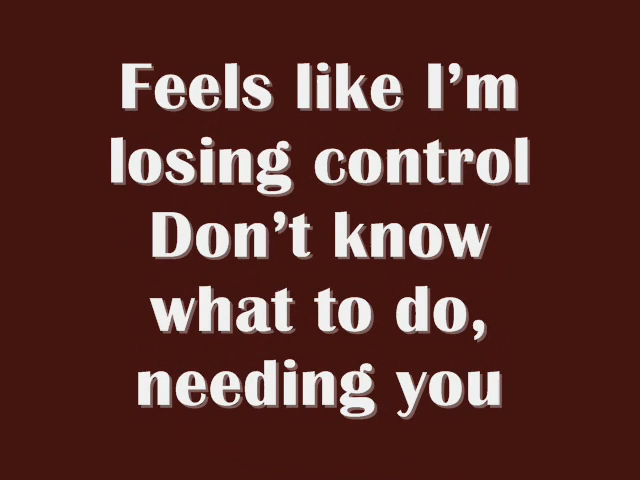 Feels like I’m
losing control
Don’t know
what to do,
needing you